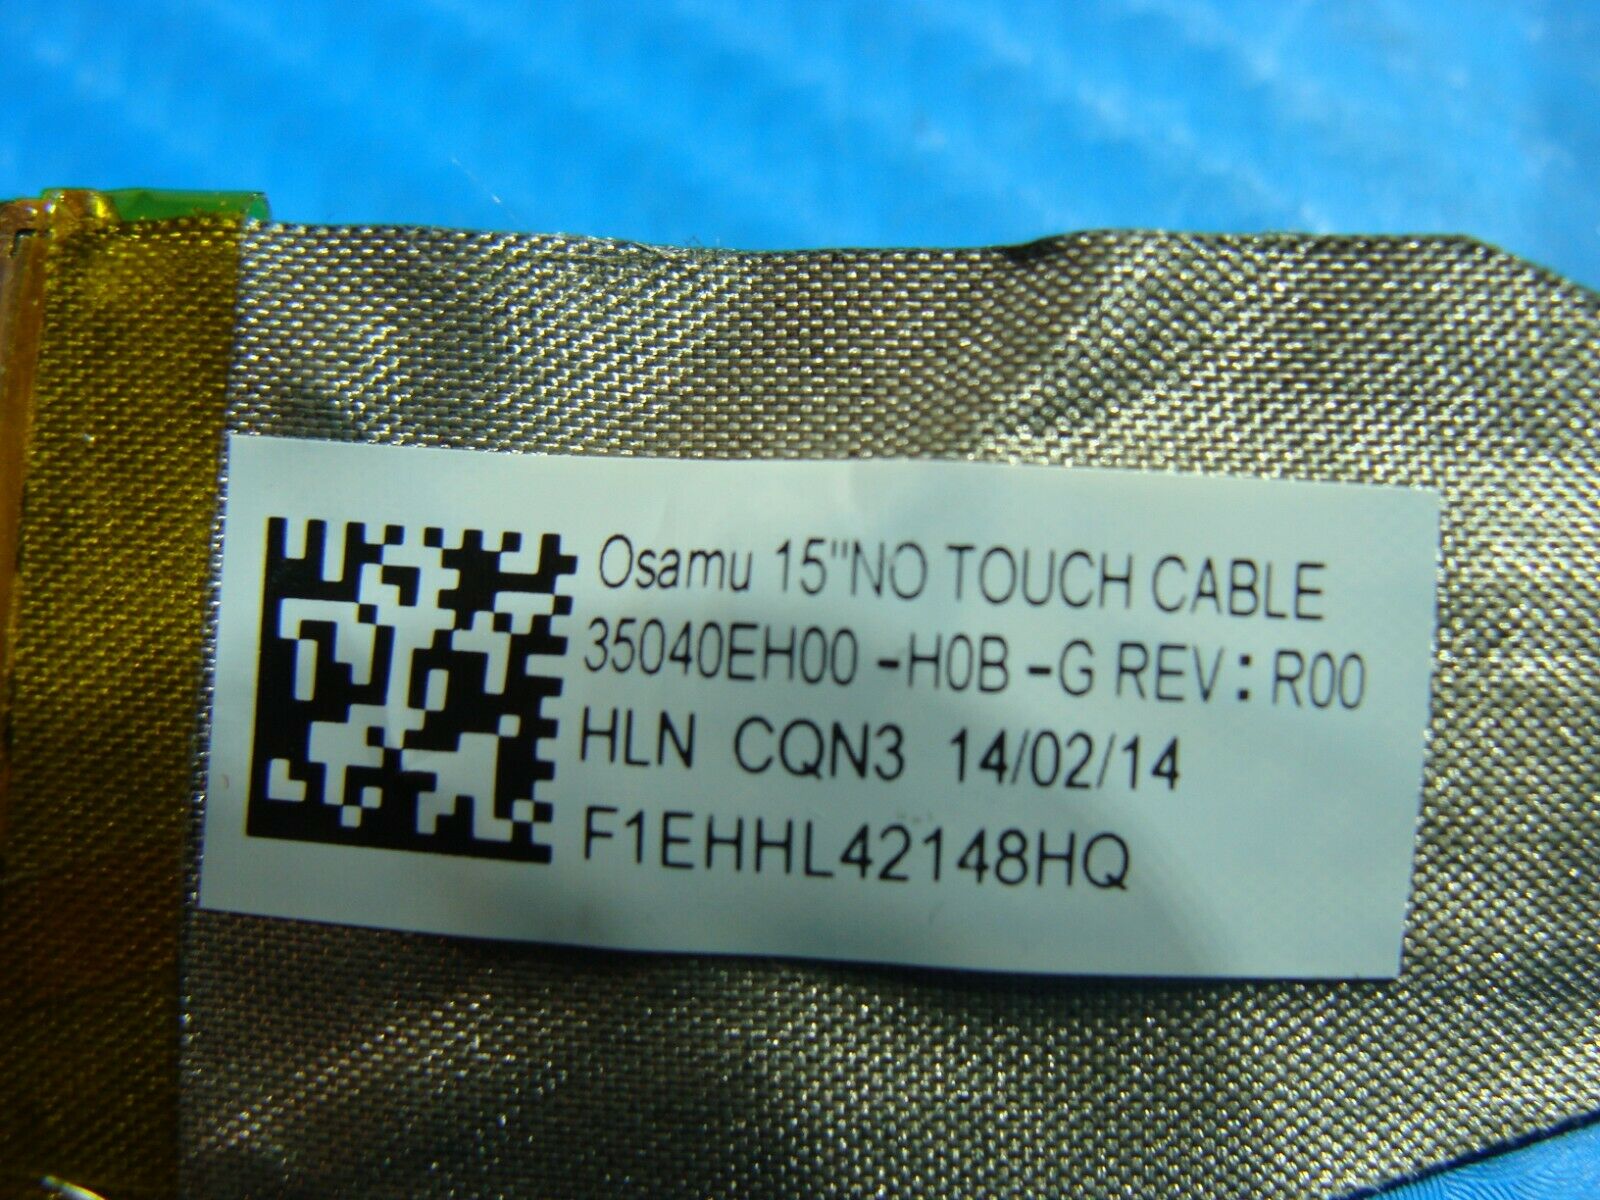 Osamu 15"NO TOUCH CABLE
35040EH00 -H0B -G REV: R00
HLN CQN3 14/02/14
F1EHHL42148HQ